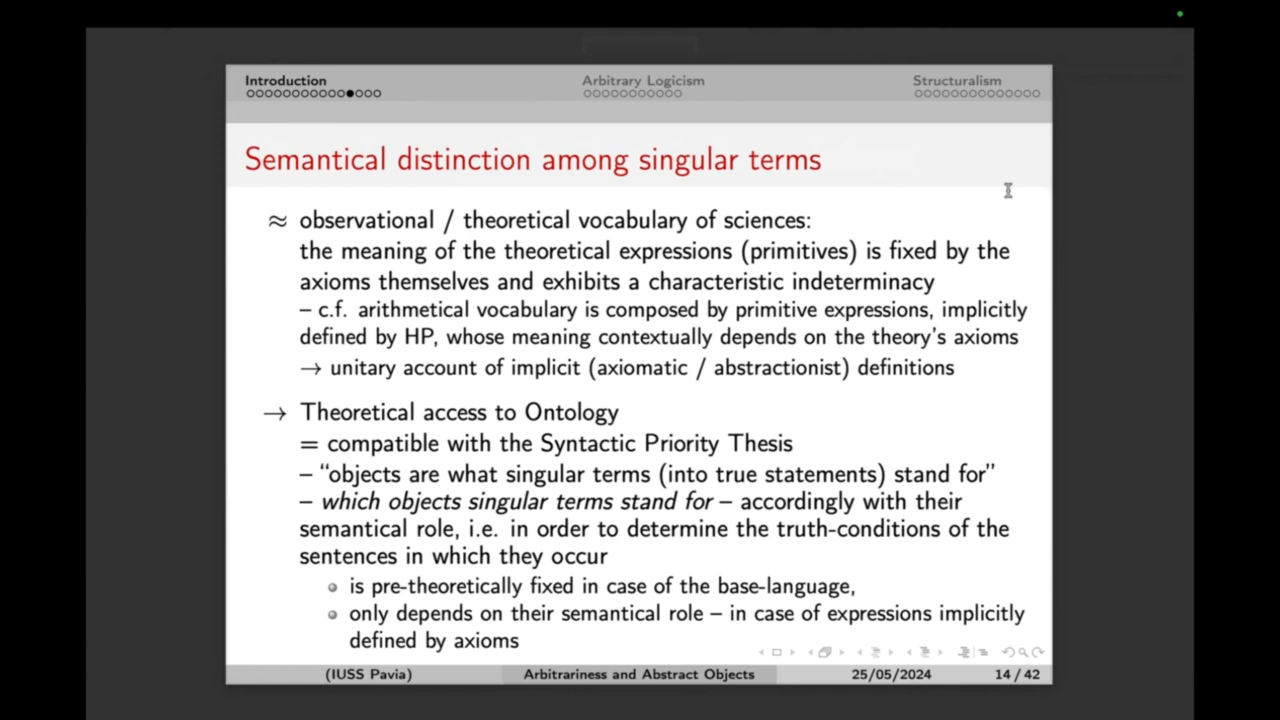 Introduction Arbitrary Logicism Structuralism
Semantical distinction among singular terms
≈ observational / theoretical vocabulary of sciences:
the meaning of the theoretical expressions (primitives) is fixed by the
axioms themselves and exhibits a characteristic indeterminacy
– c.f. arithmetical vocabulary is composed by primitive expressions, implicitly
defined by HP, whose meaning contextually depends on the theory's axioms
→ unitary account of implicit (axiomatic / abstractionist) definitions
→ Theoretical access to Ontology
= compatible with the Syntactic Priority Thesis
– “objects are what singular terms (into true statements) stand for”
– which objects singular terms stand for – accordingly with their
semantical role, i.e. in order to determine the truth-conditions of the
sentences in which they occur
is pre-theoretically fixed in case of the base-language,
only depends on their semantical role – in case of expressions implicitly
defined by axioms
(IUSS Pavia) Arbitrariness and Abstract Objects 25/05/2024 14 / 42